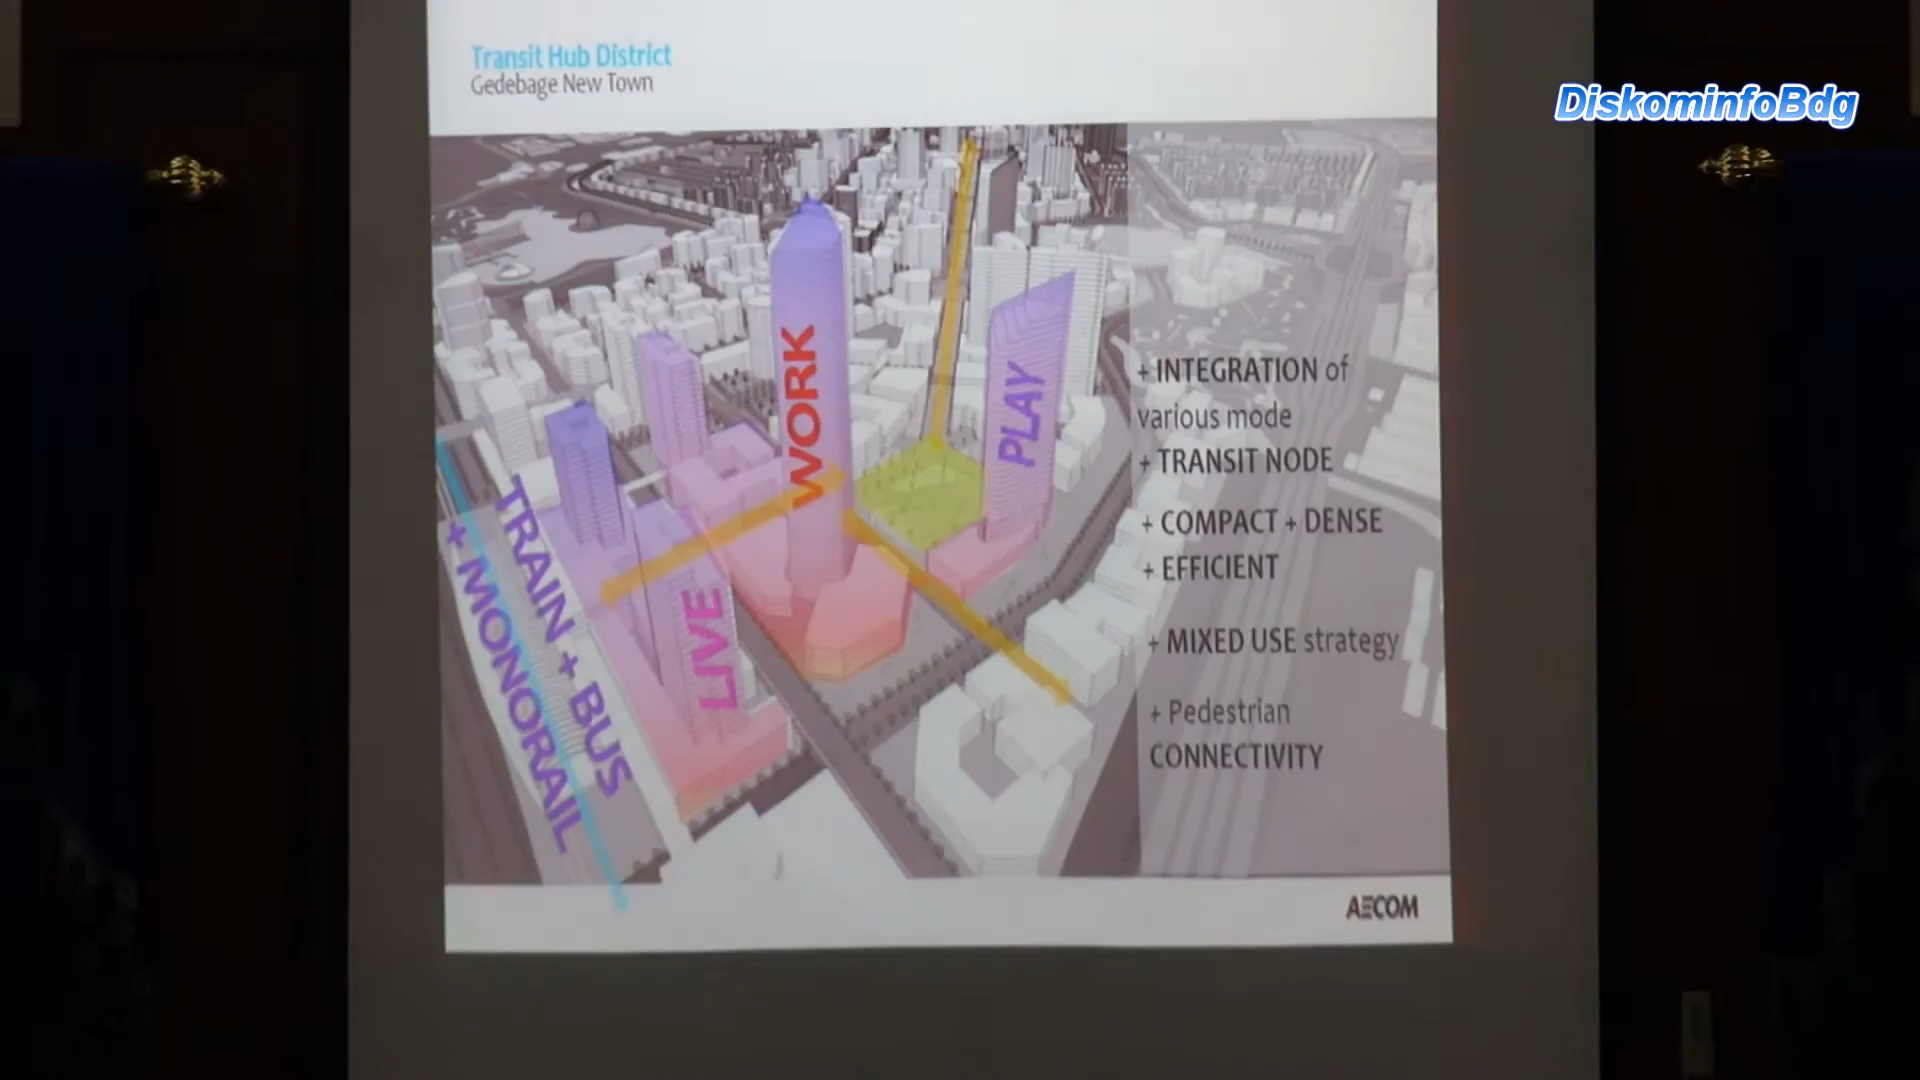 Transit Hub District
Gedebage New Town
DiskominfoBdg
WORK
PLAY
LIVE
TRAIN + BUS
+ MONORAIL
+ INTEGRATION of
various mode
+ TRANSIT NODE
+ COMPACT + DENSE
+ EFFICIENT
+ MIXED USE strategy
+ Pedestrian
CONNECTIVITY
AECOM